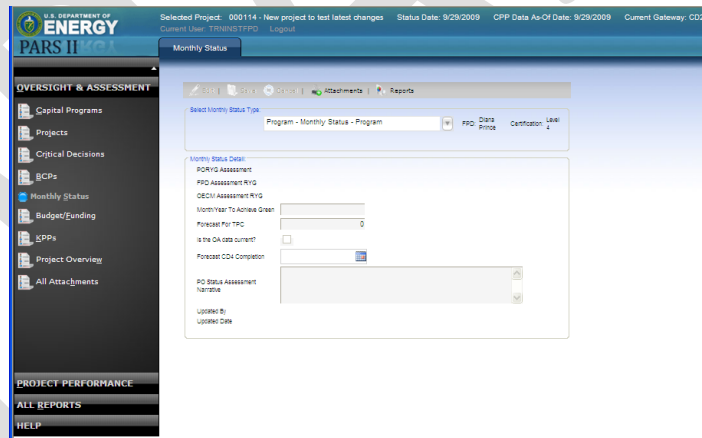 U.S. DEPARTMENT OF
ENERGY
PARS II
Selected Project: 000114 - New project to test latest changes Status Date: 9/29/2009 CPP Data As-Of Date: 9/29/2009 Current Gateway: CD2
Current User: TRNINSTFPD Logout
Monthly Status
OVERSIGHT & ASSESSMENT
Capital Programs
Projects
Critical Decisions
BCPs
Monthly Status
Budget/Funding
KPPs
Project Overview
All Attachments
PROJECT PERFORMANCE
ALL REPORTS
HELP
Edit | Save | Cancel | Attachments | Reports
Select Monthly Status Type:
Program - Monthly Status - Program
FPD: Diana Prince Certification: Level 4
Monthly Status Detail:
PORYG Assessment
FPD Assessment RYG
OECM Assessment RYG
Month/Year To Achieve Green
Forecast For TPC 0
Is the OA data current?
Forecast CD4 Completion
PO Status Assessment
Narrative
Updated By
Updated Date